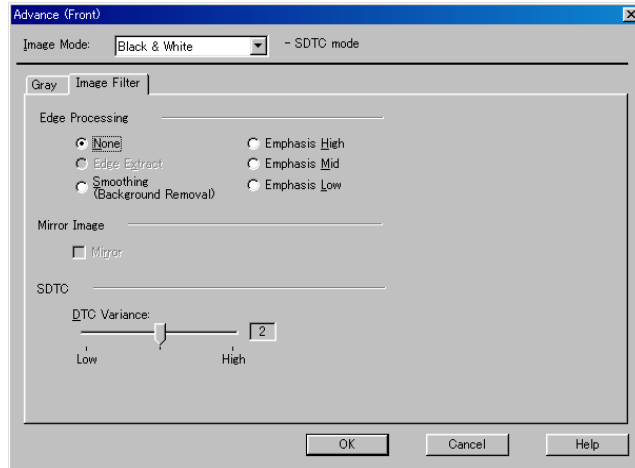 Advance (Front)
Image Mode: Black & White - SDTC mode
Gray Image Filter
Edge Processing
None Emphasis High
Edge Extract Emphasis Mid
Smoothing
(Background Removal) Emphasis Low
Mirror Image
Mirror
SDTC
DTC Variance:
2
Low High
OK Cancel Help